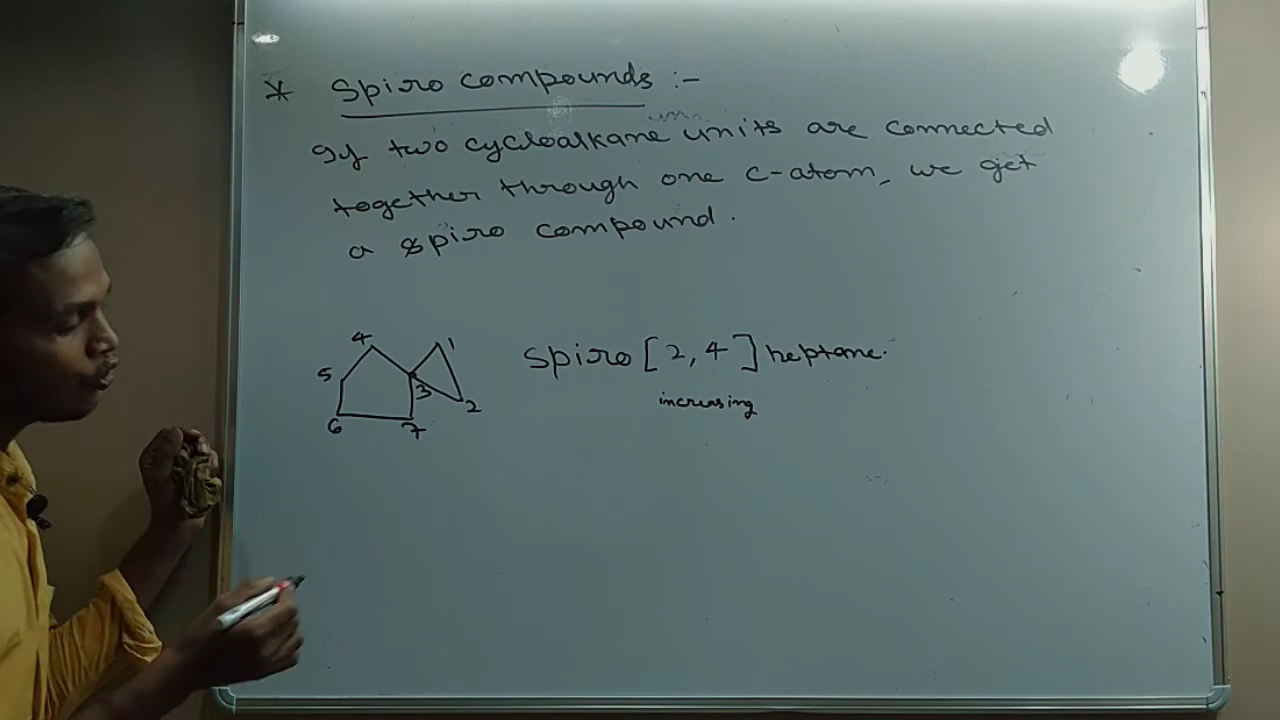 * Spiro compounds :-
If two cycloalkane units are connected
together through one C-atom, we get
a spiro compound.
4 1
5 3 2
6 7
Spiro [2,4] heptane.
increasing